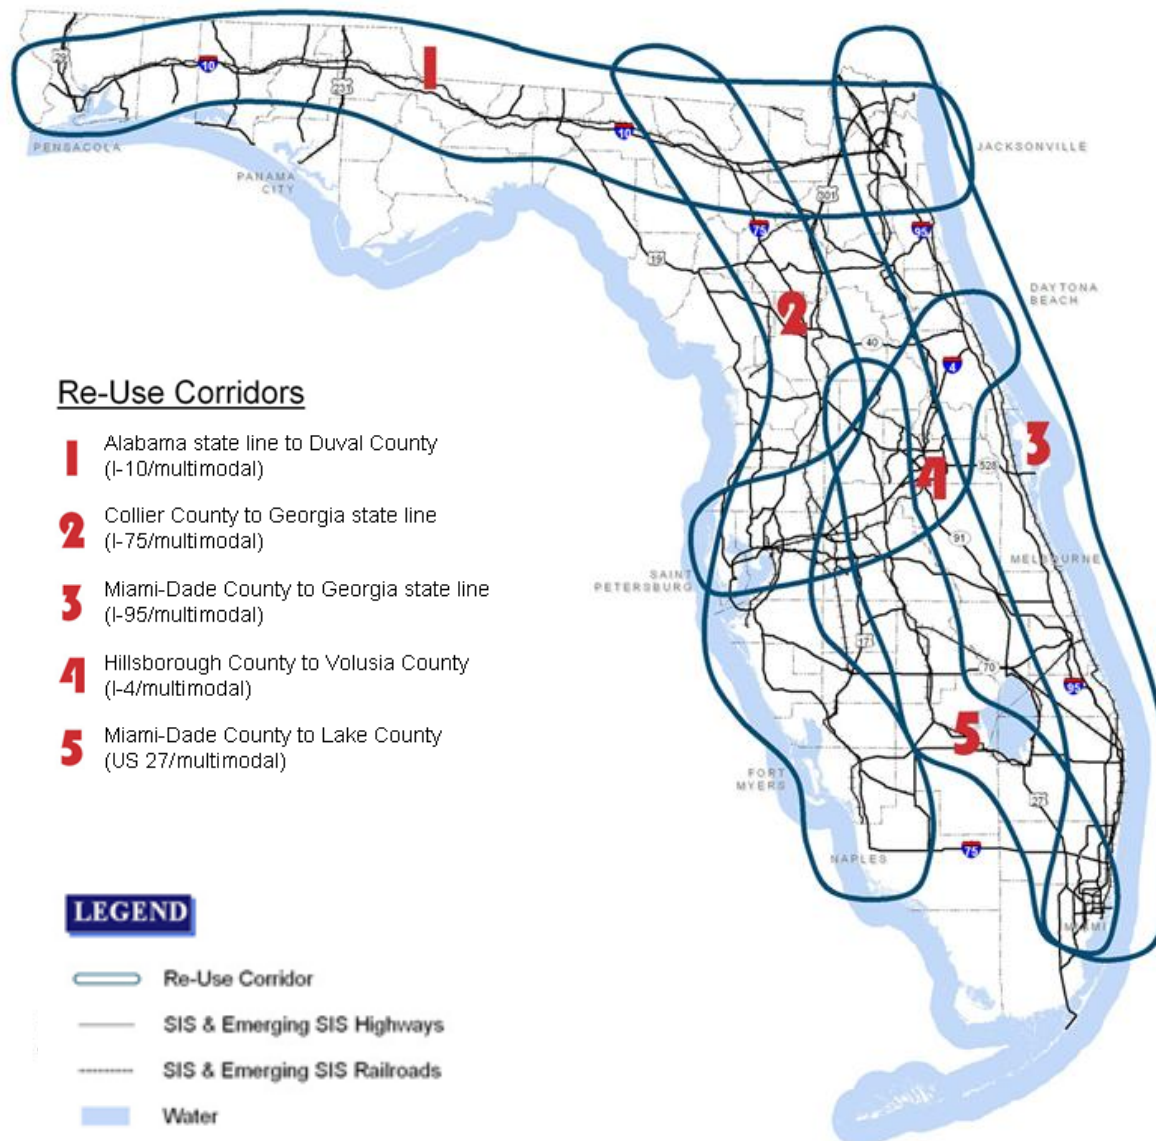 29
10
231
1
10
PENSACOLA
PANAMA
CITY
JACKSONVILLE
301
75
95
19
DAYTONA
BEACH
2
40
4
Re-Use Corridors
1 Alabama state line to Duval County
(I-10/multimodal)
2 Collier County to Georgia state line
(I-75/multimodal)
3 Miami-Dade County to Georgia state line
(I-95/multimodal)
4 Hillsborough County to Volusia County
(I-4/multimodal)
5 Miami-Dade County to Lake County
(US 27/multimodal)
3
4
528
91
MELBOURNE
SAINT
PETERSBURG
17
70
95
5
FORT
MYERS
27
NAPLES
75
MIAMI
LEGEND
Re-Use Corridor
SIS & Emerging SIS Highways
SIS & Emerging SIS Railroads
Water